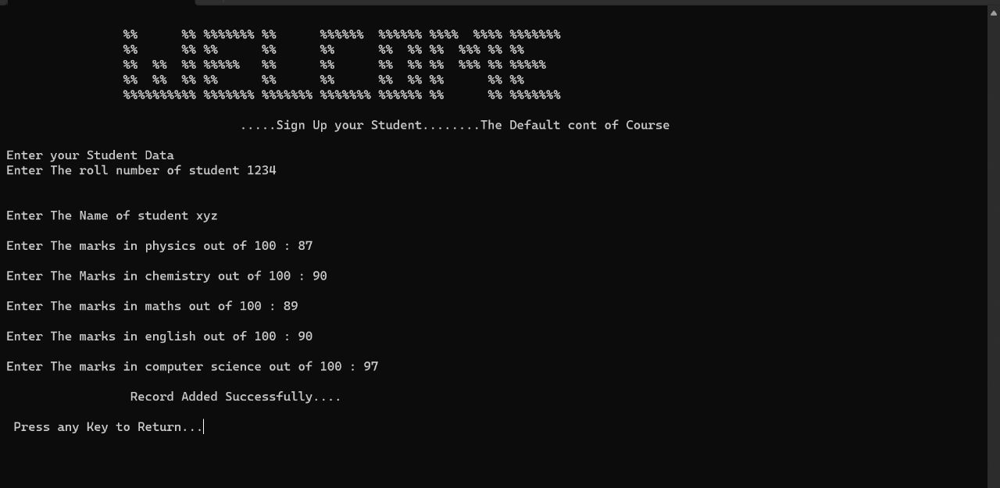 %%      %% %%%%%%% %%      %%%%%%  %%%%%% %%%%  %%%% %%%%%%%
%%      %% %%      %%      %%      %%  %% %%  %%% %% %%
%%  %%  %% %%%%%   %%      %%      %%  %% %%  %%% %% %%%%%
%%  %%  %% %%      %%      %%      %%  %% %%      %% %%
%%%%%%%%%% %%%%%%% %%%%%%% %%%%%%% %%%%%% %%      %% %%%%%%%
.....Sign Up your Student........The Default cont of Course
Enter your Student Data
Enter The roll number of student 1234
Enter The Name of student xyz
Enter The marks in physics out of 100 : 87
Enter The Marks in chemistry out of 100 : 90
Enter The marks in maths out of 100 : 89
Enter The marks in english out of 100 : 90
Enter The marks in computer science out of 100 : 97
Record Added Successfully....
Press any Key to Return...